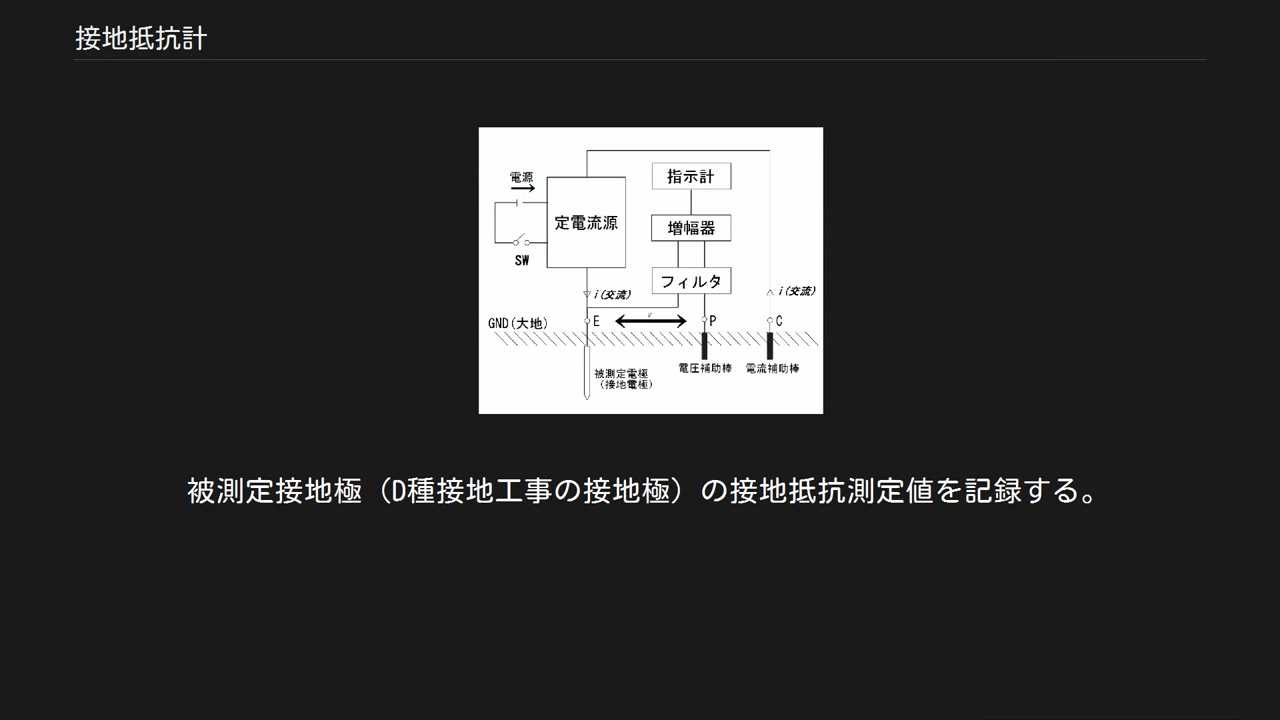 接地抵抗計
電源
指示計
定電流源
増幅器
SW
フィルタ
i(交流)
i(交流)
GND(大地)
E
v
P
C
被測定電極
(接地電極)
電圧補助棒
電流補助棒
被測定接地極（D種接地工事の接地極）の接地抵抗測定値を記録する。